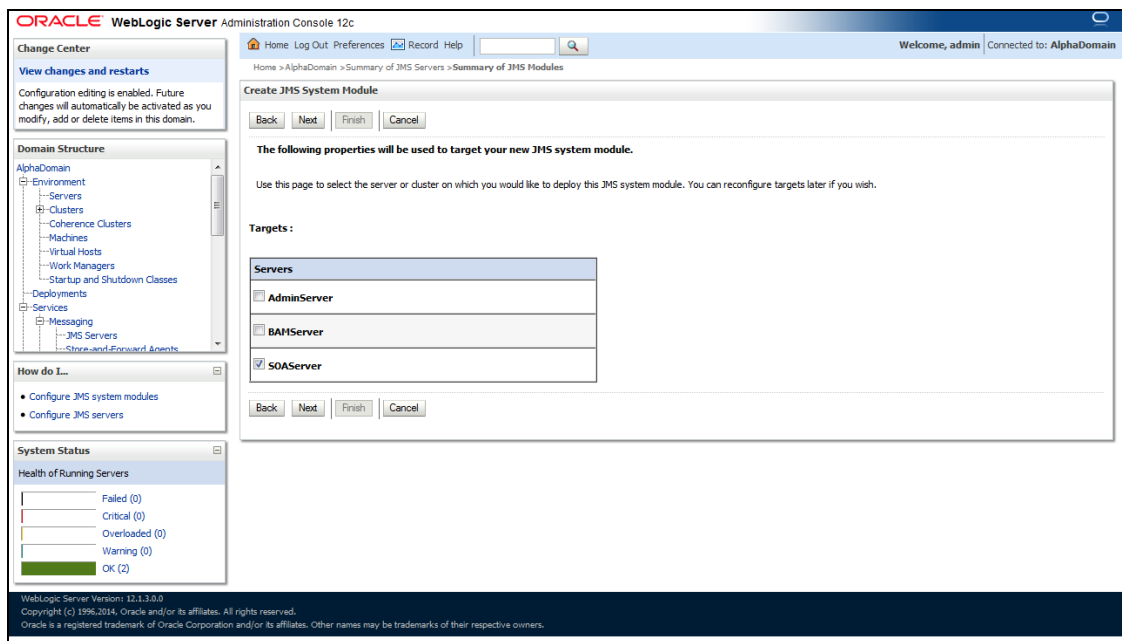 ORACLE WebLogic Server Administration Console 12c
Change Center
View changes and restarts
Configuration editing is enabled. Future
changes will automatically be activated as you
modify, add or delete items in this domain.
Domain Structure
AlphaDomain
Environment
Servers
Clusters
Coherence Clusters
Machines
Virtual Hosts
Work Managers
Startup and Shutdown Classes
Deployments
Services
Messaging
JMS Servers
Store-and-Forward Agents
How do I...
Configure JMS system modules
Configure JMS servers
System Status
Health of Running Servers
Failed (0)
Critical (0)
Overloaded (0)
Warning (0)
OK (2)
Home Log Out Preferences Record Help
Welcome, admin Connected to: AlphaDomain
Home >AlphaDomain >Summary of JMS Servers >Summary of JMS Modules
Create JMS System Module
Back Next Finish Cancel
The following properties will be used to target your new JMS system module.
Use this page to select the server or cluster on which you would like to deploy this JMS system module. You can reconfigure targets later if you wish.
Targets :
Servers
AdminServer
BAMServer
SOAServer
Back Next Finish Cancel
WebLogic Server Version: 12.1.3.0.0
Copyright (c) 1996,2014, Oracle and/or its affiliates. All rights reserved.
Oracle is a registered trademark of Oracle Corporation and/or its affiliates. Other names may be trademarks of their respective owners.